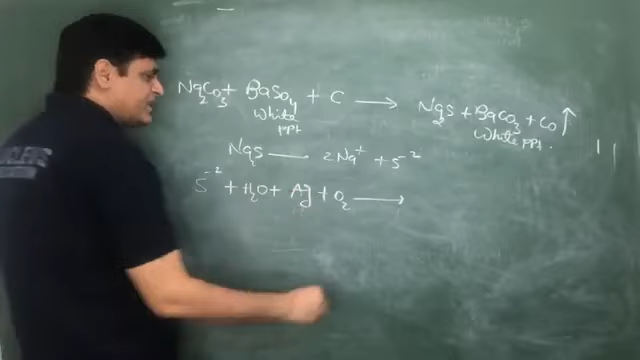 Na₂CO₃ + BaSO₄ + C → Na₂S + BaCO₃ + CO ↑
White ppt White ppt.
Na₂S → 2Na⁺ + S⁻²
S⁻² + H₂O + Ag + O₂ →